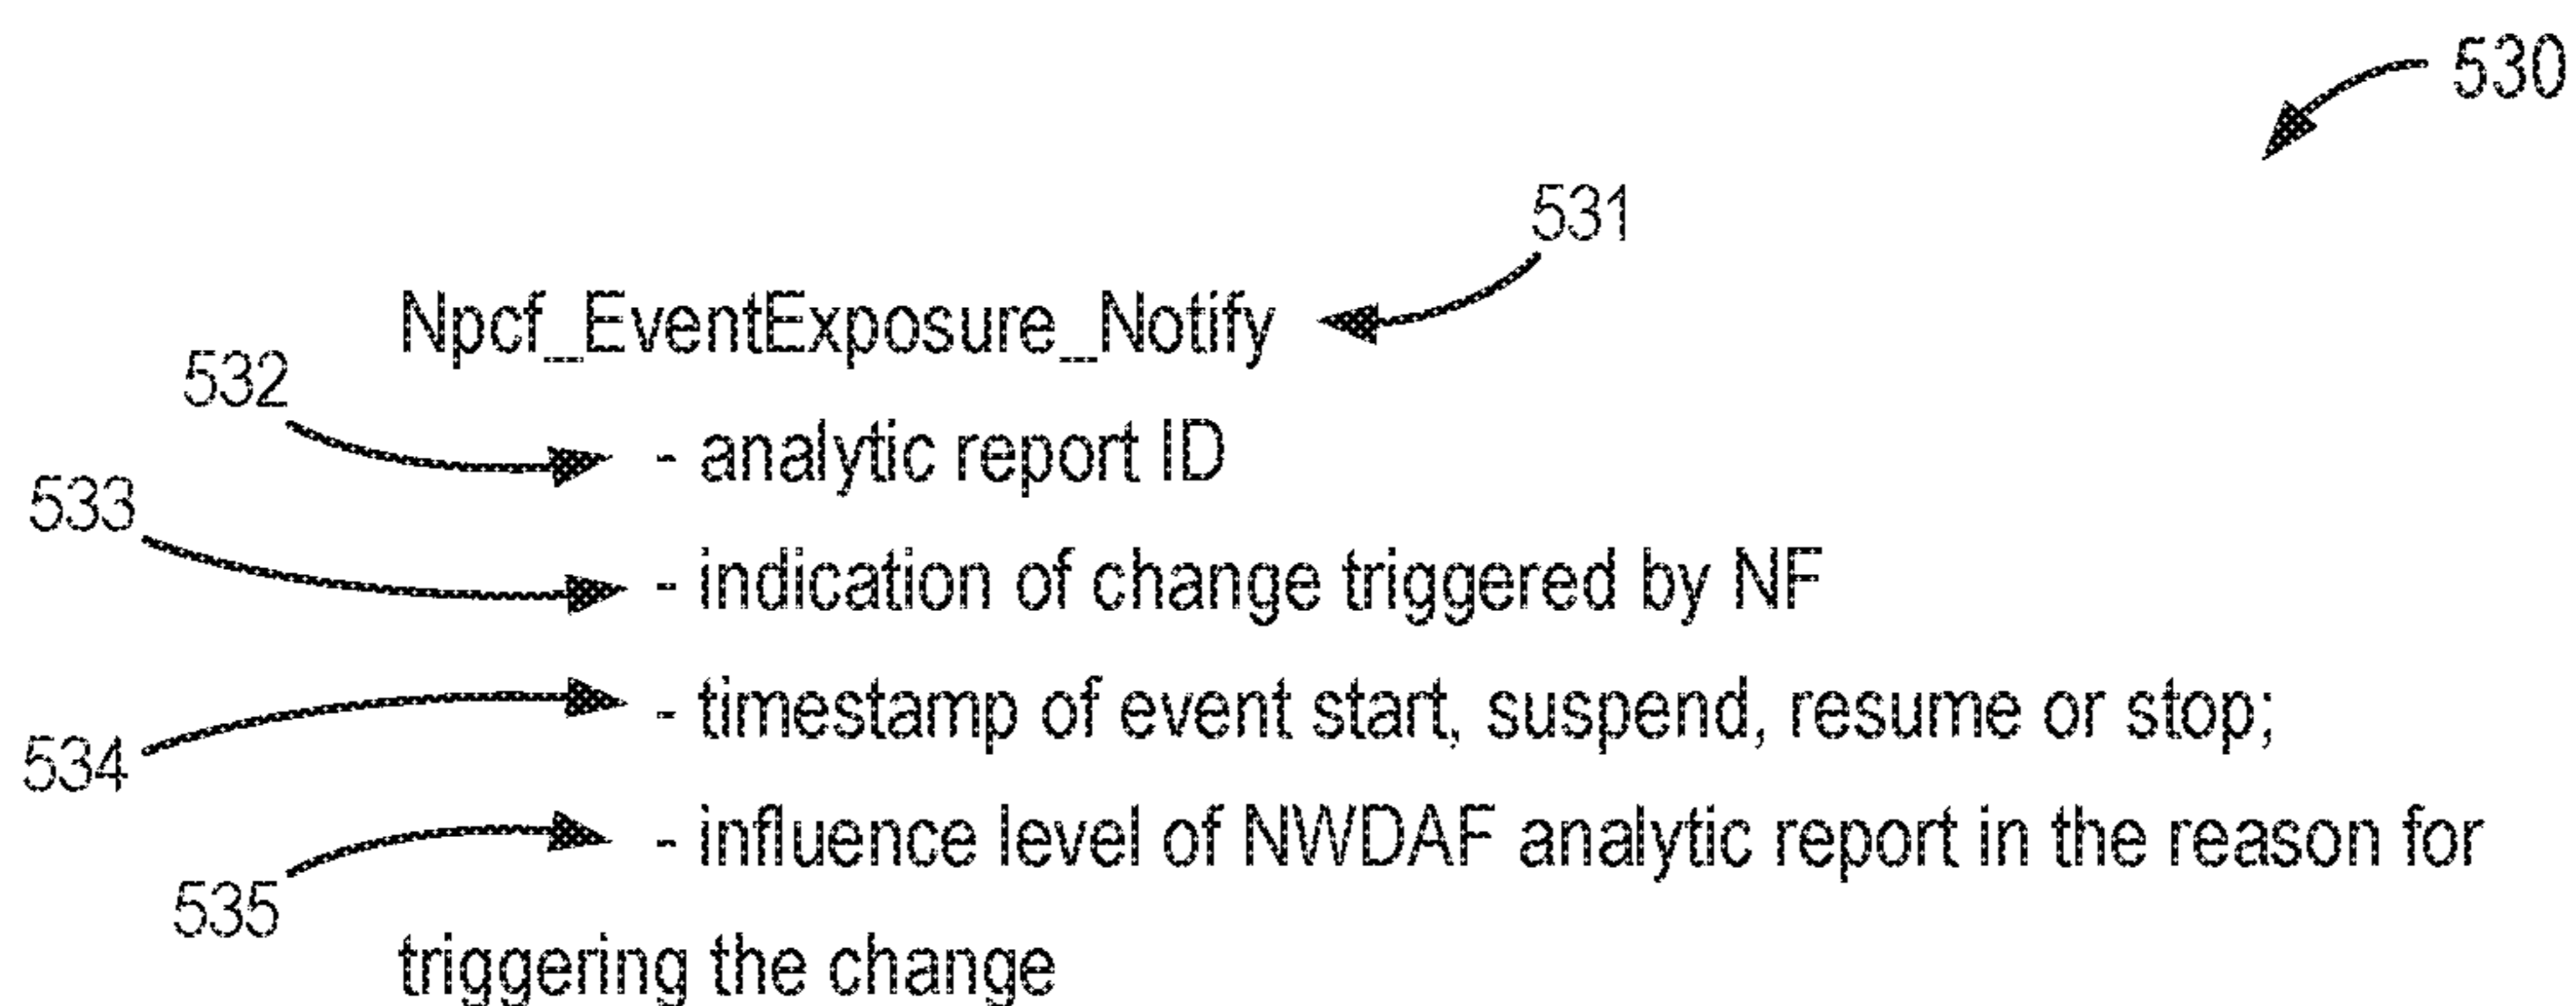 530
531
Npcf_EventExposure_Notify
532
- analytic report ID
533
- indication of change triggered by NF
- timestamp of event start, suspend, resume or stop;
534
- influence level of NWDAF analytic report in the reason for
535
triggering the change